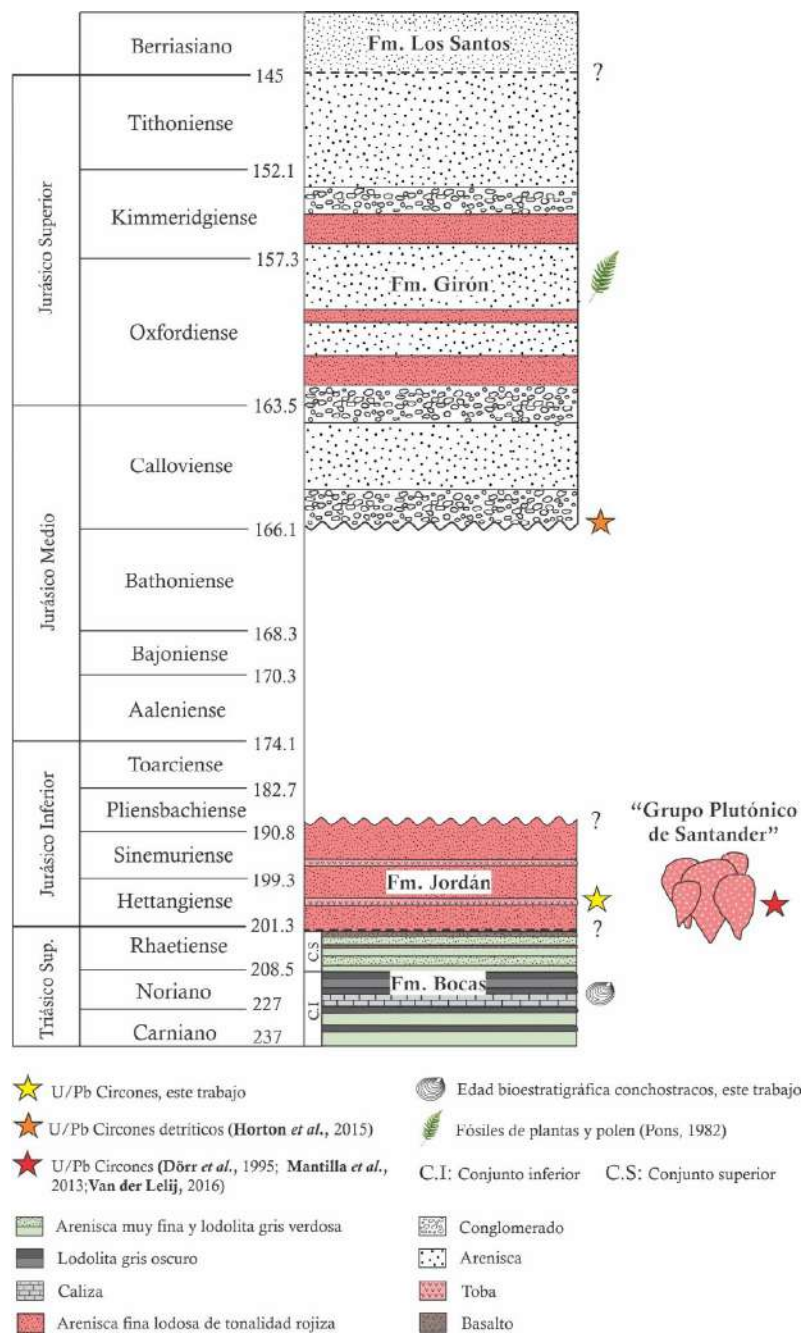 Berriasiano
Fm. Los Santos
145
?
Jurásico Superior
Tithoniense
152.1
Kimmeridgiense
157.3
Fm. Girón
Oxfordiense
163.5
Jurásico Medio
Calloviense
166.1
Bathoniense
168.3
Bajoniense
170.3
Aaleniense
174.1
Jurásico Inferior
Toarciense
182.7
Pliensbachiense
?
190.8
"Grupo Plutónico
de Santander"
Sinemuriense
199.3
Fm. Jordán
Hettangiense
201.3
?
Triásico Sup.
Rhaetiense
C.S
208.5
Noriano
Fm. Bocas
C.I
227
Carniano
237
U/Pb Circones, este trabajo
U/Pb Circones detríticos (Horton et al., 2015)
U/Pb Circones (Dörr et al., 1995; Mantilla et al.,
2013;Van der Lelij, 2016)
Edad bioestratigráfica conchostracos, este trabajo
Fósiles de plantas y polen (Pons, 1982)
C.I: Conjunto inferior C.S: Conjunto superior
Arenisca muy fina y lodolita gris verdosa
Lodolita gris oscuro
Caliza
Arenisca fina lodosa de tonalidad rojiza
Conglomerado
Arenisca
Toba
Basalto